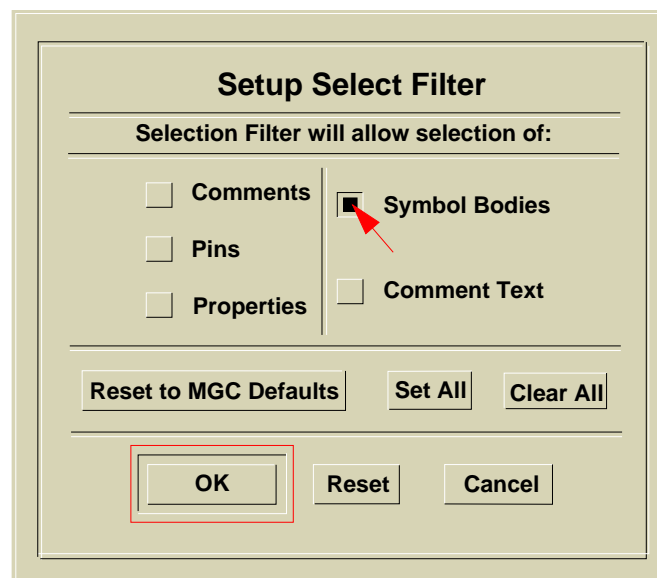 Setup Select Filter
Selection Filter will allow selection of:
Comments
Pins
Properties
Symbol Bodies
Comment Text
Reset to MGC Defaults
Set All
Clear All
OK
Reset
Cancel